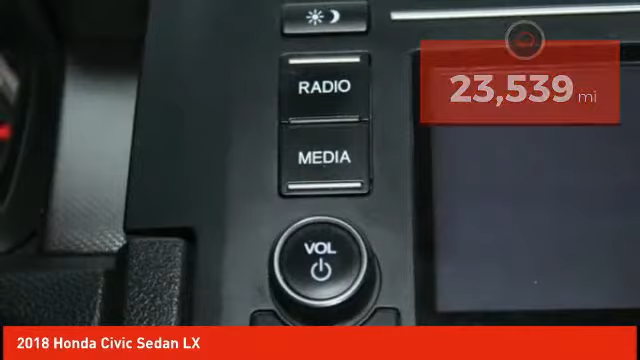 23,539 mi
RADIO
MEDIA
VOL
2018 Honda Civic Sedan LX